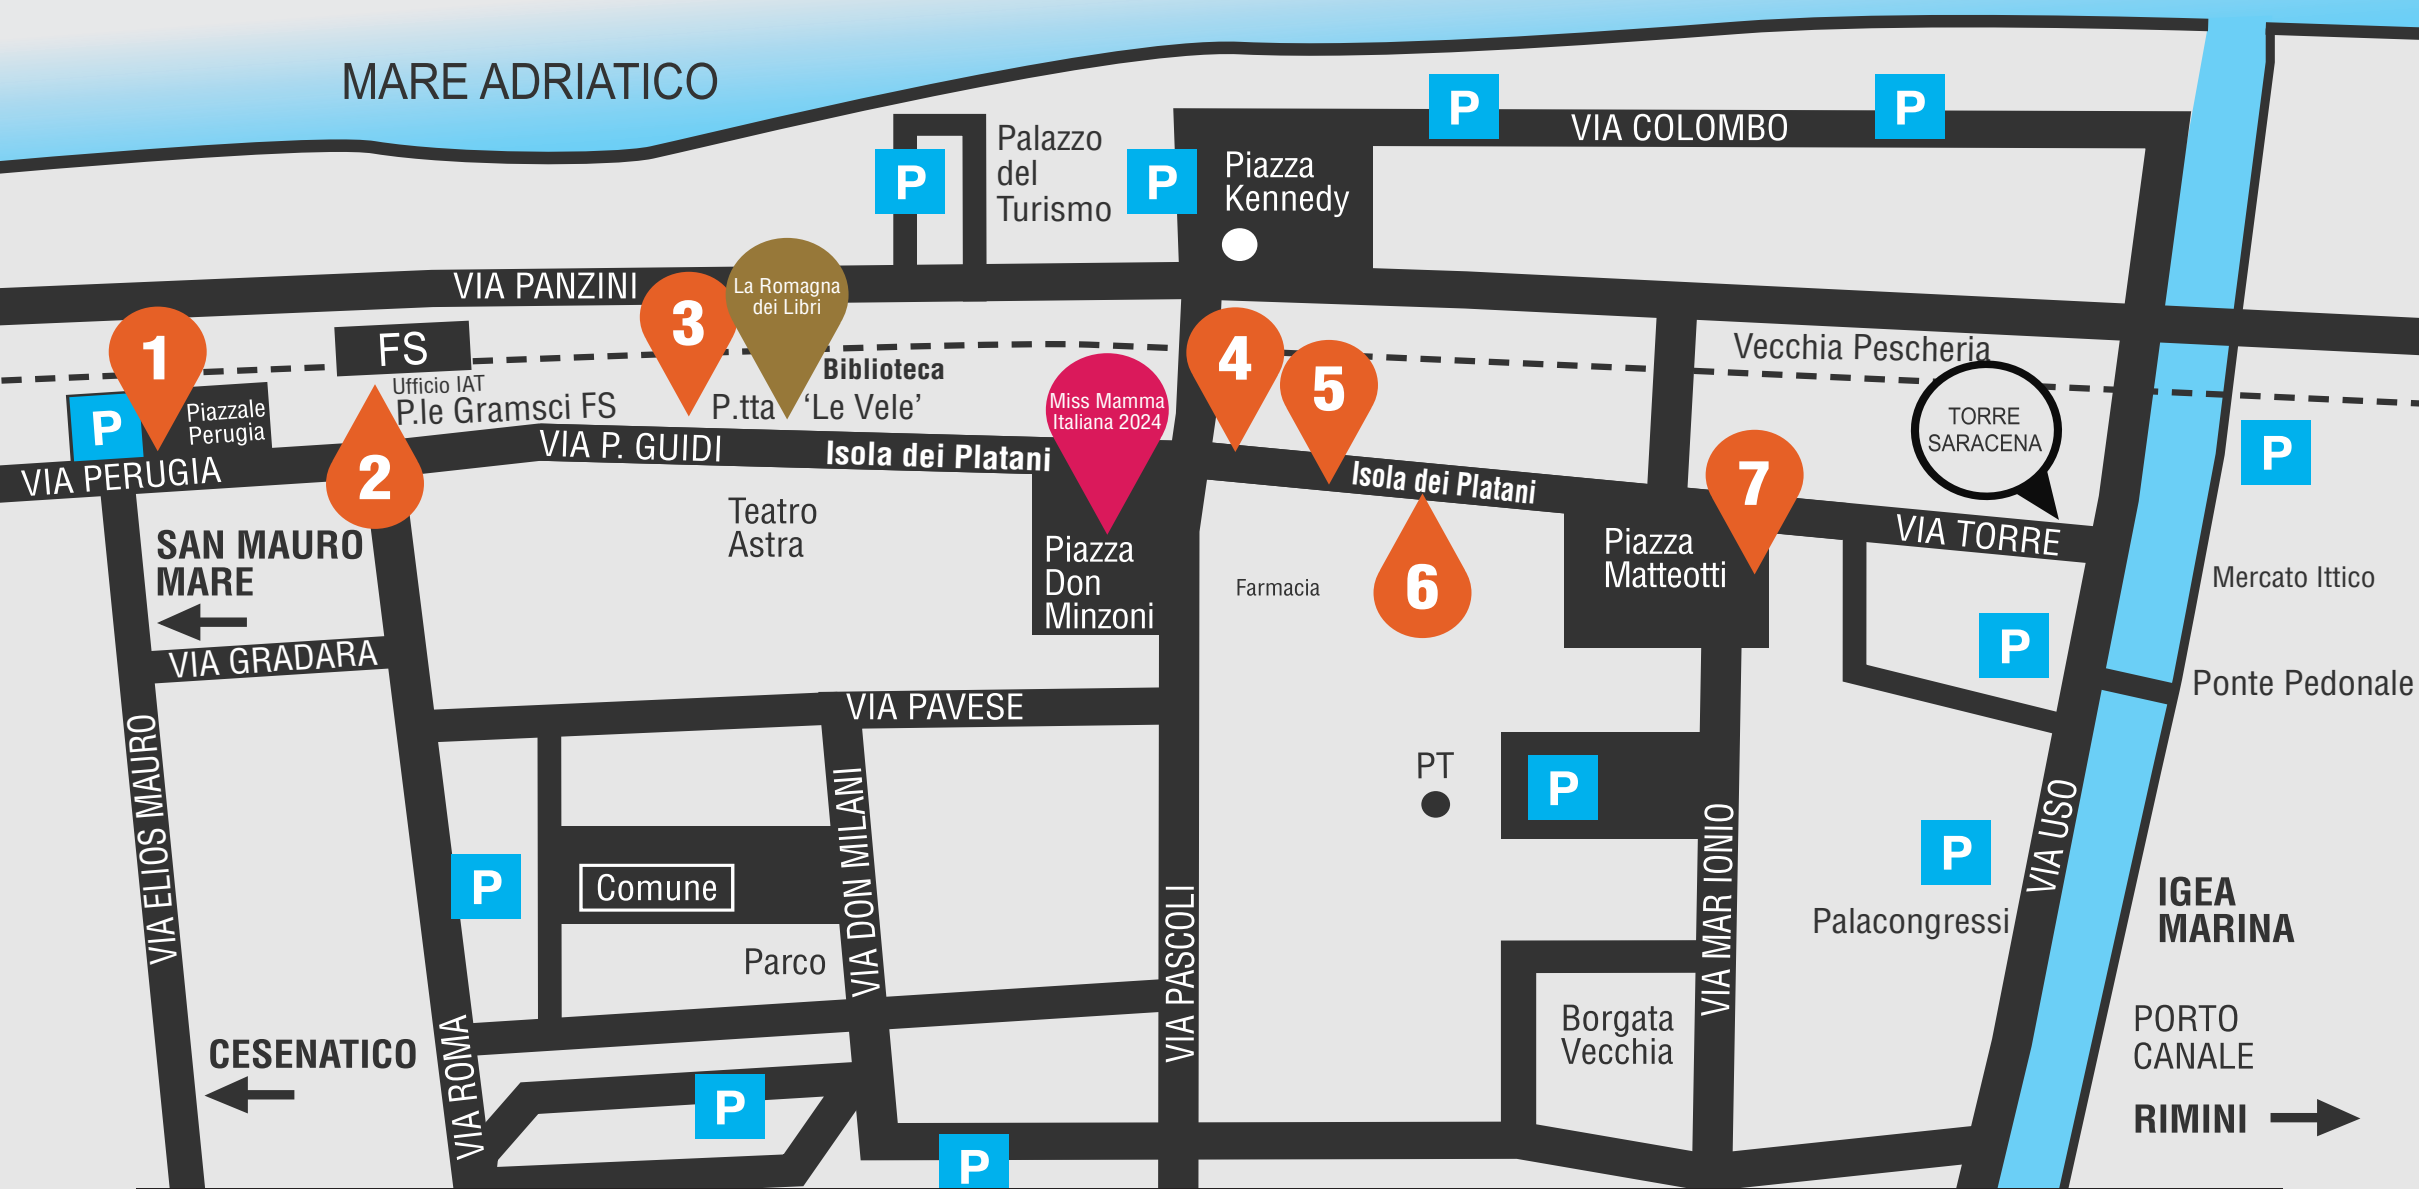 MARE ADRIATICO
P
P
VIA COLOMBO
Palazzo
del
Turismo
P
P
Piazza
Kennedy
VIA PANZINI
La Romagna
dei Libri
3
1
FS
4
5
Vecchia Pescheria
Biblioteca
Ufficio IAT
P.le Gramsci FS
P.tta
‘Le Vele’
Miss Mamma
Italiana 2024
Piazzale
Perugia
P
TORRE
SARACENA
VIA PERUGIA
2
VIA P. GUIDI
Isola dei Platani
Isola dei Platani
7
P
VIA TORRE
Teatro
Astra
SAN MAURO
MARE
Piazza
Don
Minzoni
Farmacia
6
Piazza
Matteotti
Mercato Ittico
P
VIA GRADARA
Ponte Pedonale
VIA PAVESE
VIA ELIOS MAURO
PT
P
VIA DON MILANI
VIA MAR IONIO
VIA USO
P
Comune
P
Palacongressi
IGEA
MARINA
Parco
VIA PASCOLI
CESENATICO
VIA ROMA
Borgata
Vecchia
PORTO
CANALE
P
RIMINI
P